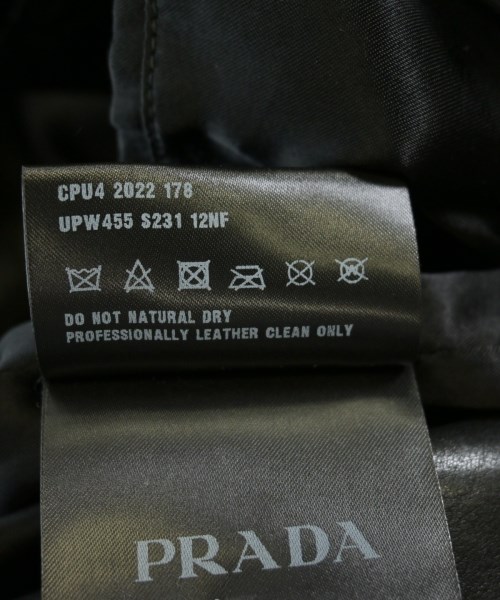 CPU4 2022 178
UPW455 S231 12NF
DO NOT NATURAL DRY
PROFESSIONALLY LEATHER CLEAN ONLY
PRADA